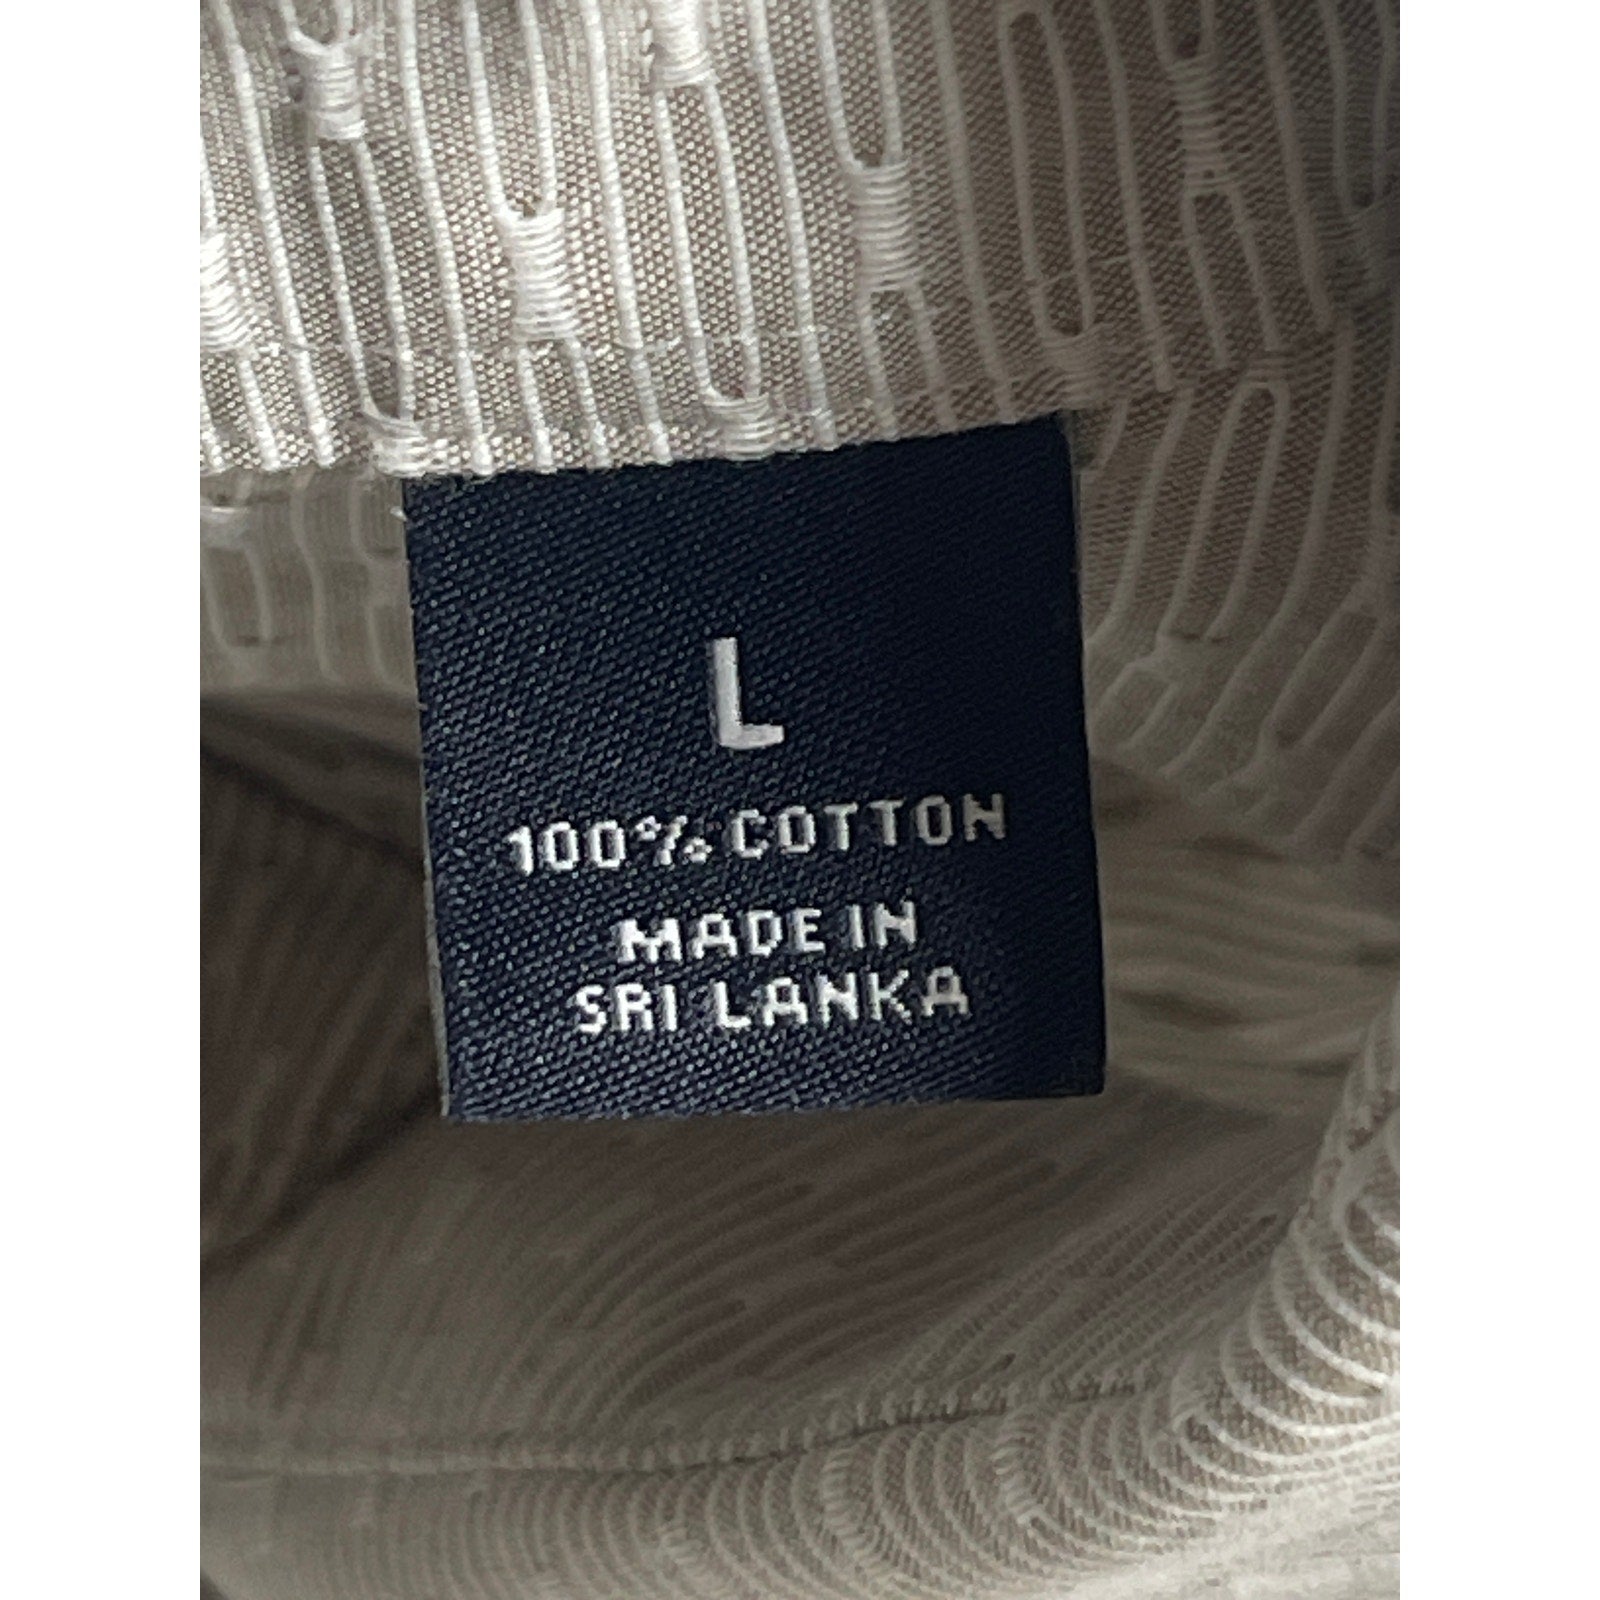 L
100% COTTON
MADE IN
SRI LANKA